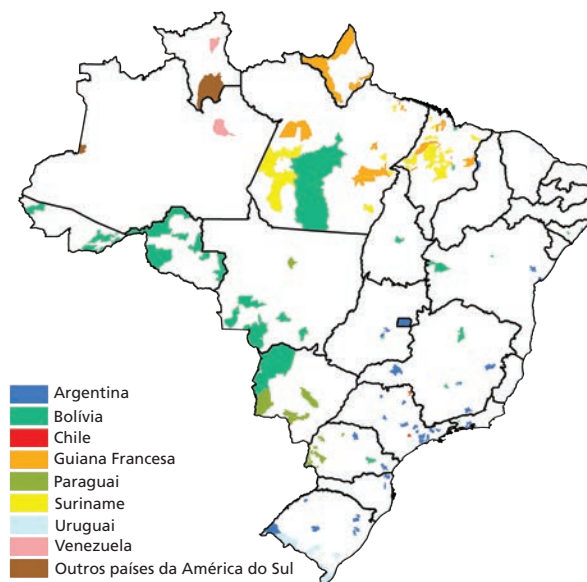 Argentina
Bolívia
Chile
Guiana Francesa
Paraguai
Suriname
Uruguai
Venezuela
Outros países da América do Sul